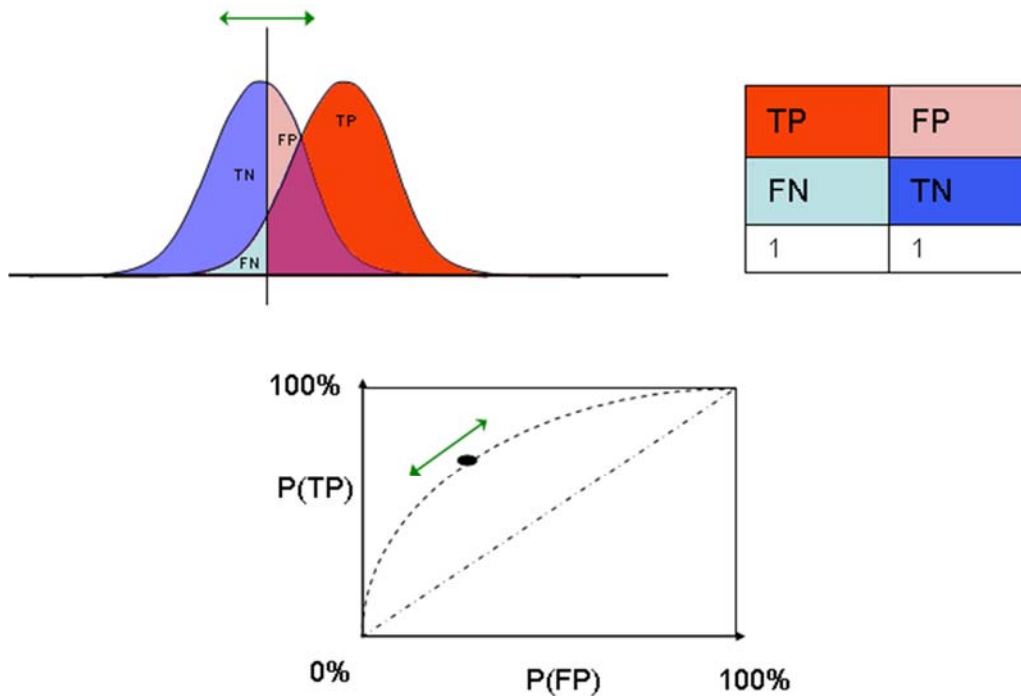 TP
FP
TN
FN
TP FP
FN TN
1 1
100%
P(TP)
0%
P(FP)
100%